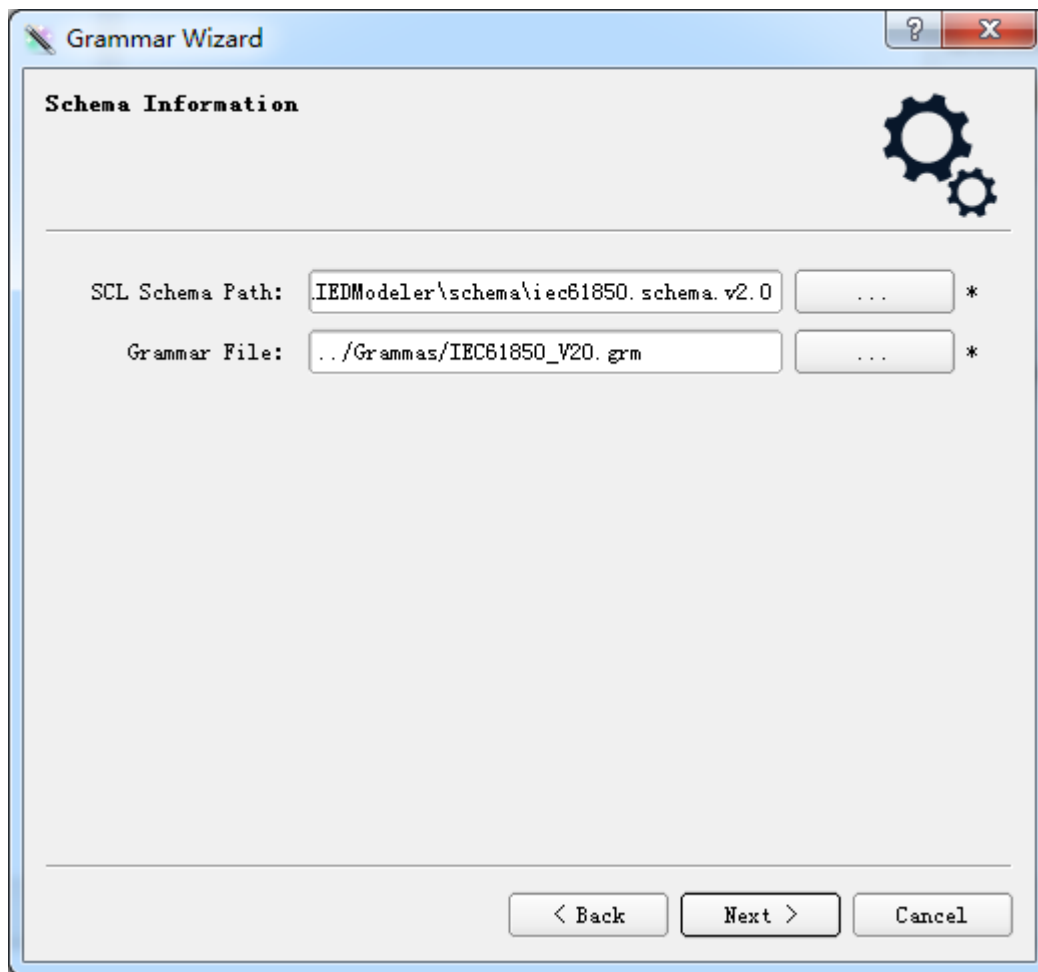 Grammar Wizard
Schema Information
SCL Schema Path: .IEDModeler\schema\iec61850.schema.v2.0 ... *
Grammar File: ../Grammas/IEC61850_V20.grm ... *
< Back Next > Cancel